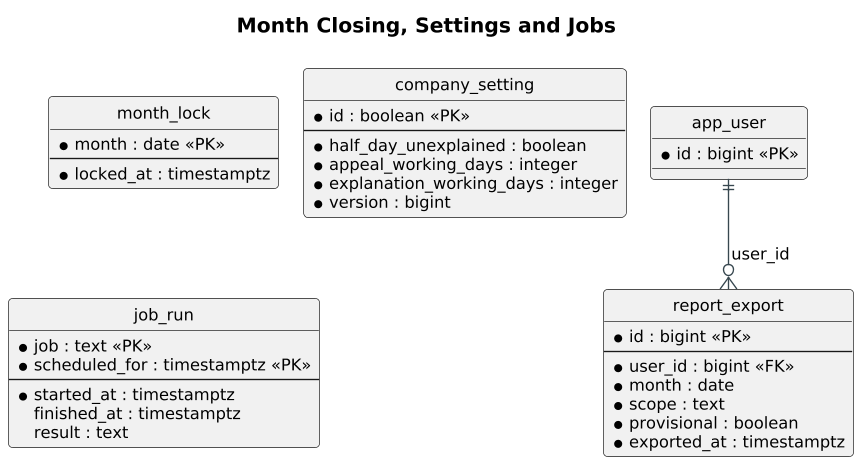 Month Closing, Settings and Jobs
month_lock
month : date «PK»
locked_at : timestamptz
company_setting
id : boolean «PK»
half_day_unexplained : boolean
appeal_working_days : integer
explanation_working_days : integer
version : bigint
app_user
id : bigint «PK»
user_id
job_run
job : text «PK»
scheduled_for : timestamptz «PK»
started_at : timestamptz
finished_at : timestamptz
result : text
report_export
id : bigint «PK»
user_id : bigint «FK»
month : date
scope : text
provisional : boolean
exported_at : timestamptz